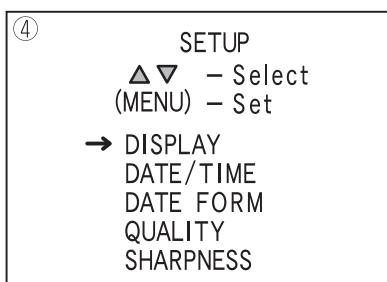 ④
SETUP
△ ▽ – Select
(MENU) – Set
→ DISPLAY
DATE/TIME
DATE FORM
QUALITY
SHARPNESS